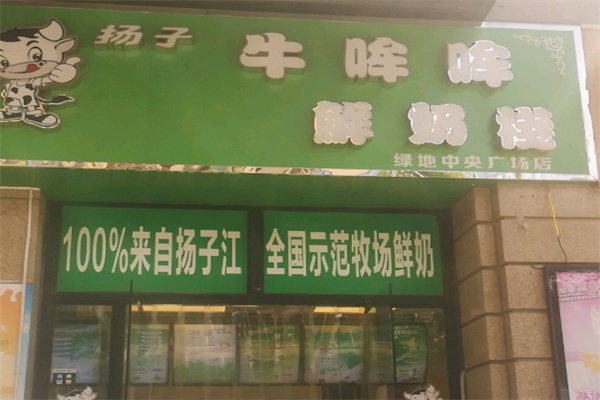 扬子 牛哞哞
鲜奶栈
绿地中央广场店
100%来自扬子江
全国示范牧场鲜奶